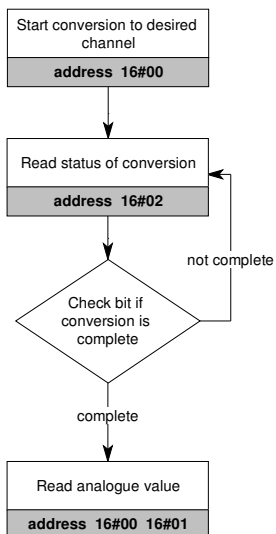 Start conversion to desired
channel
address 16#00
Read status of conversion
address 16#02
not complete
Check bit if
conversion is
complete
complete
Read analogue value
address 16#00 16#01